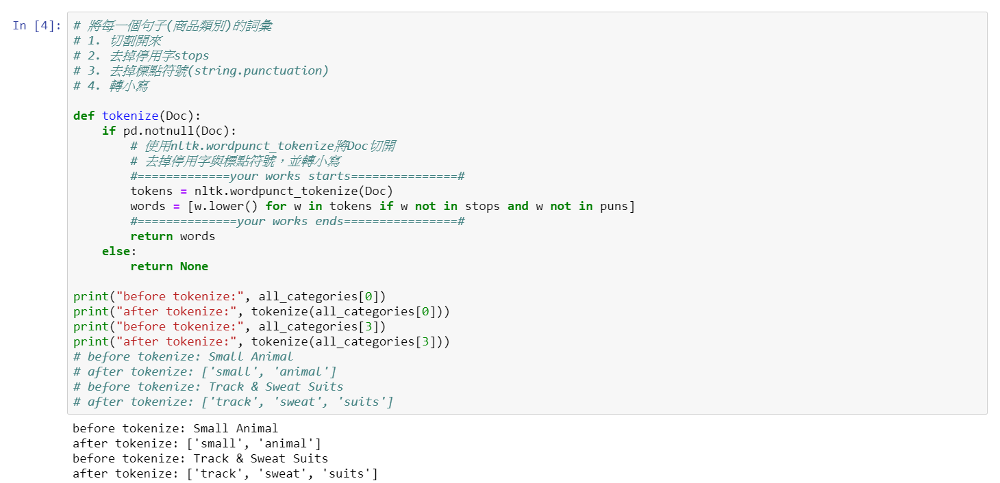 In [4]: # 將每一個句子(商品類別)的詞彙
# 1. 切割開來
# 2. 去掉停用字stops
# 3. 去掉標點符號(string.punctuation)
# 4. 轉小寫

def tokenize(Doc):
    if pd.notnull(Doc):
        # 使用nltk.wordpunct_tokenize將Doc切開
        # 去掉停用字與標點符號，並轉小寫
        #=============your works starts===============#
        tokens = nltk.wordpunct_tokenize(Doc)
        words = [w.lower() for w in tokens if w not in stops and w not in puns]
        #==============your works ends================#
        return words
    else:
        return None

print("before tokenize:", all_categories[0])
print("after tokenize:", tokenize(all_categories[0]))
print("before tokenize:", all_categories[3])
print("after tokenize:", tokenize(all_categories[3]))
# before tokenize: Small Animal
# after tokenize: ['small', 'animal']
# before tokenize: Track & Sweat Suits
# after tokenize: ['track', 'sweat', 'suits']
before tokenize: Small Animal
after tokenize: ['small', 'animal']
before tokenize: Track & Sweat Suits
after tokenize: ['track', 'sweat', 'suits']